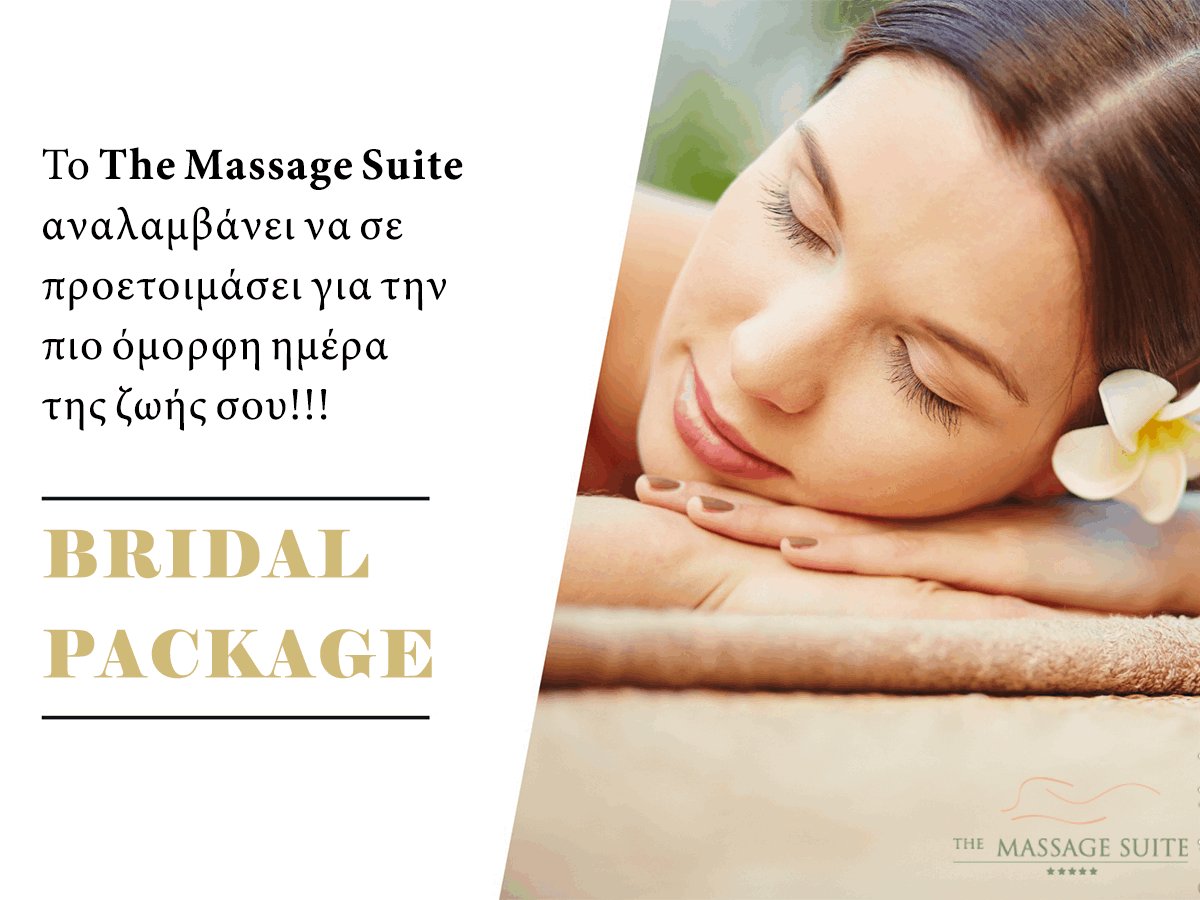 Το The Massage Suite
αναλαμβάνει να σε
προετοιμάσει για την
πιο όμορφη ημέρα
της ζωής σου!!!
BRIDAL
PACKAGE
THE MASSAGE SUITE